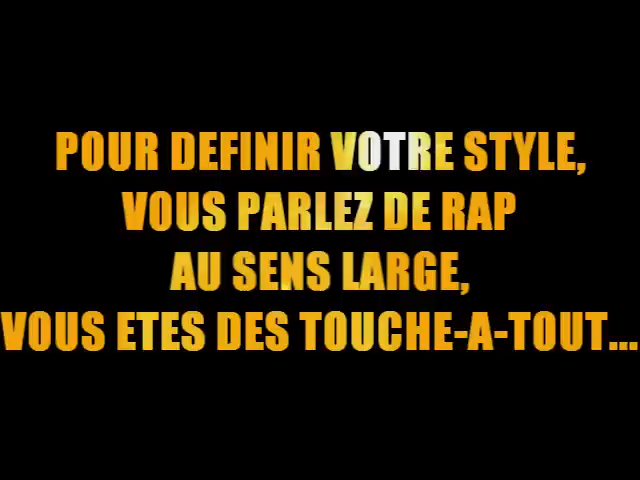 POUR DEFINIR VOTRE STYLE,
VOUS PARLEZ DE RAP
AU SENS LARGE,
VOUS ETES DES TOUCHE-A-TOUT...